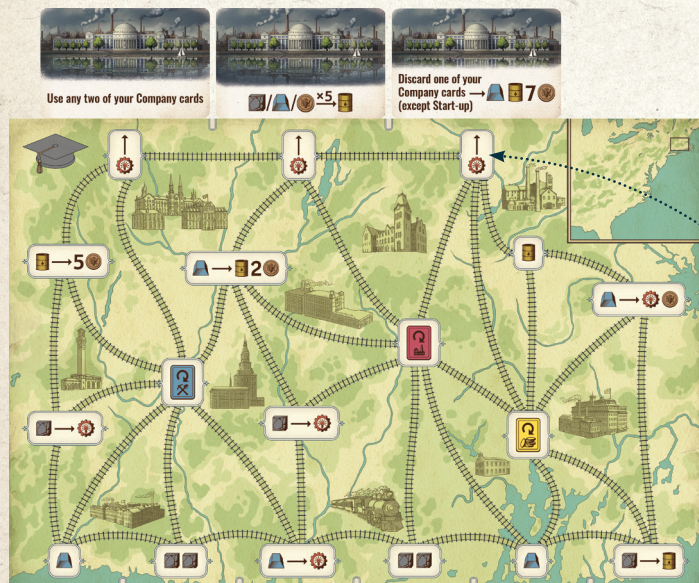 Use any two of your Company cards
×5
Discard one of your
Company cards
(except Start-up)
7
5
2